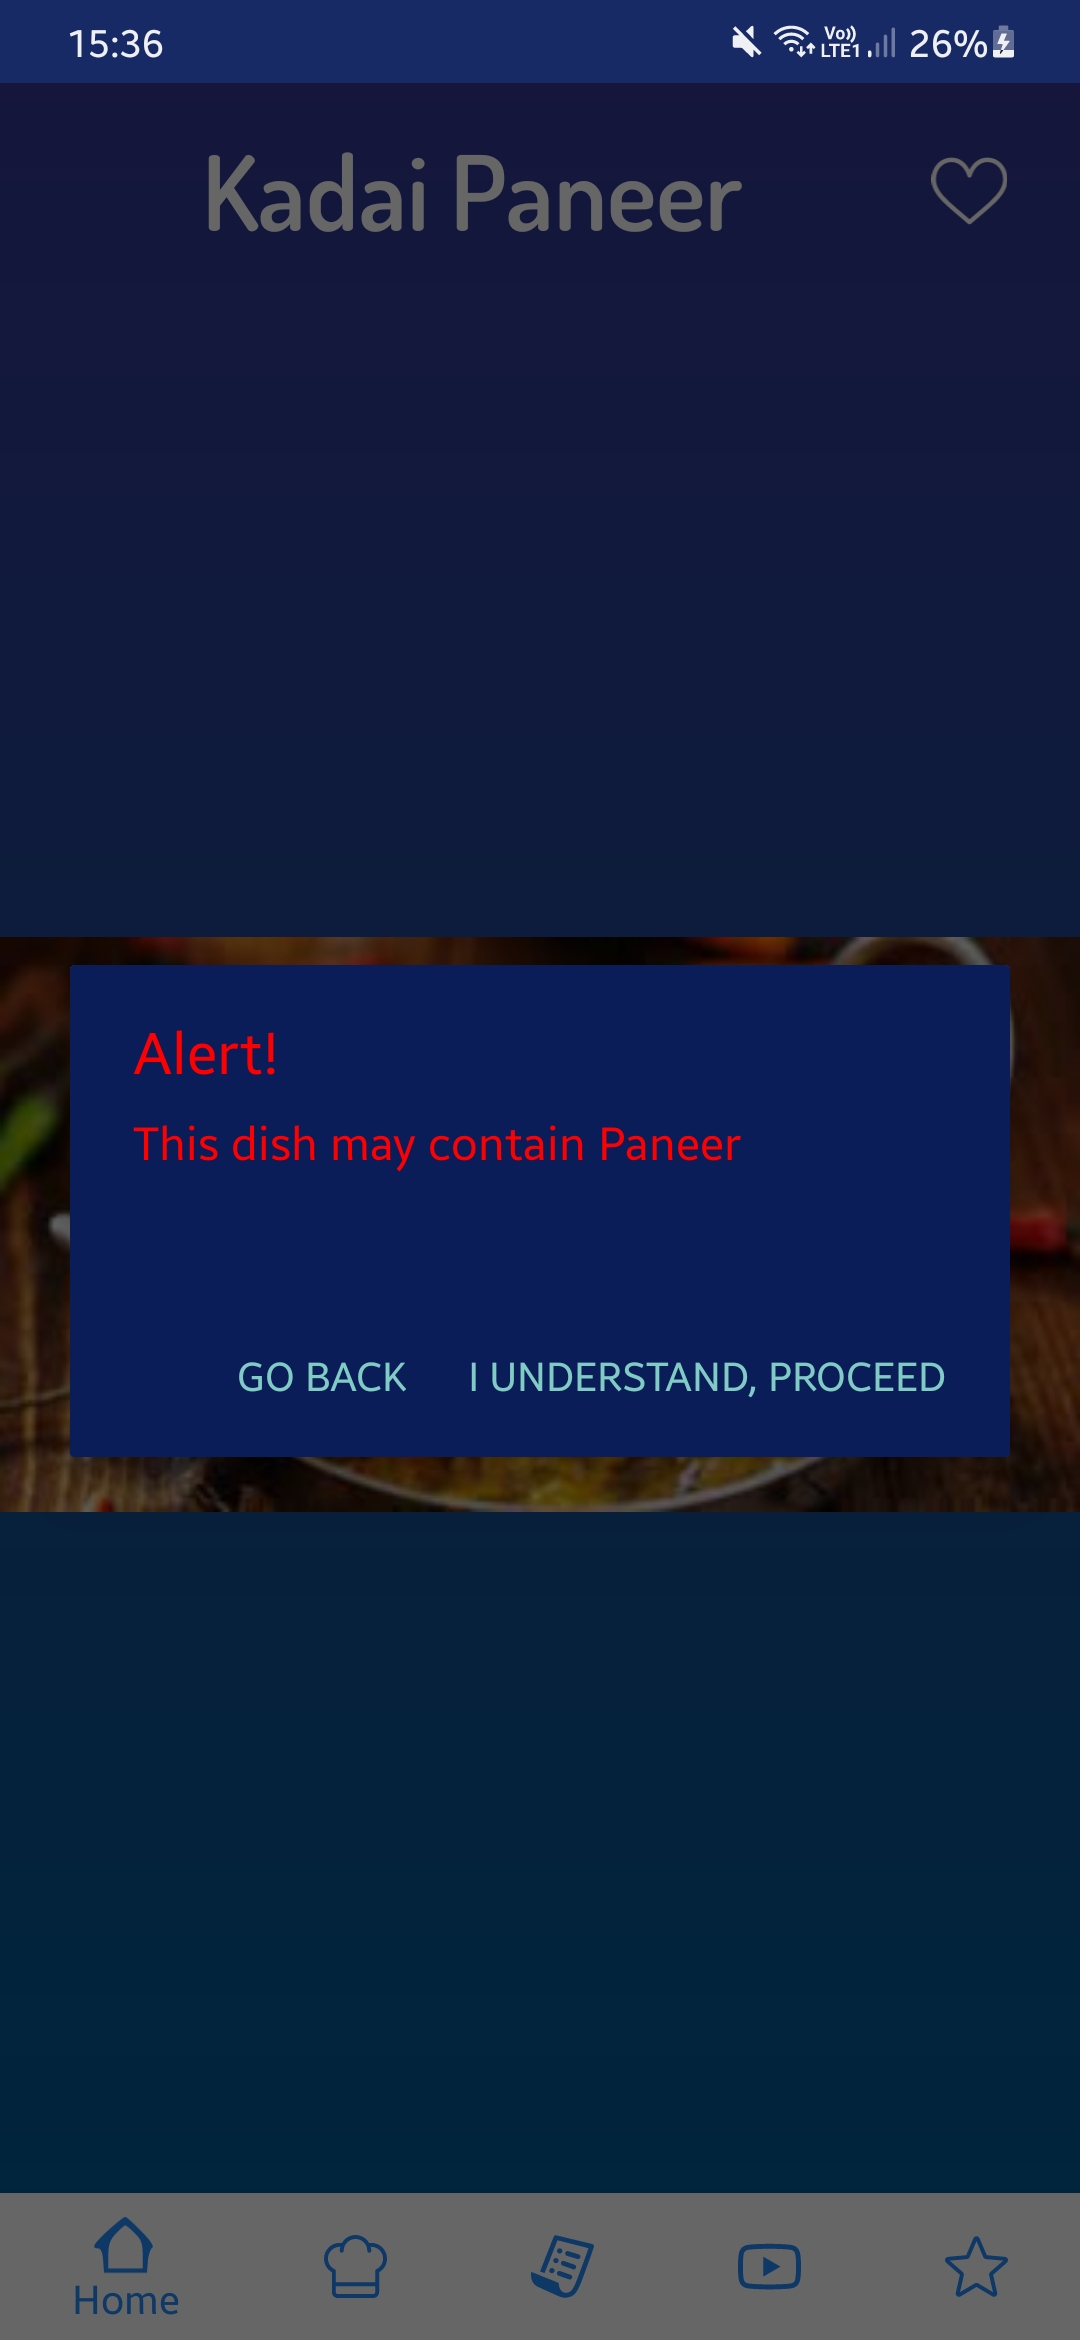 15:36
Vo)) LTE1 26%
Kadai Paneer
Alert!
This dish may contain Paneer
GO BACK I UNDERSTAND, PROCEED
Home